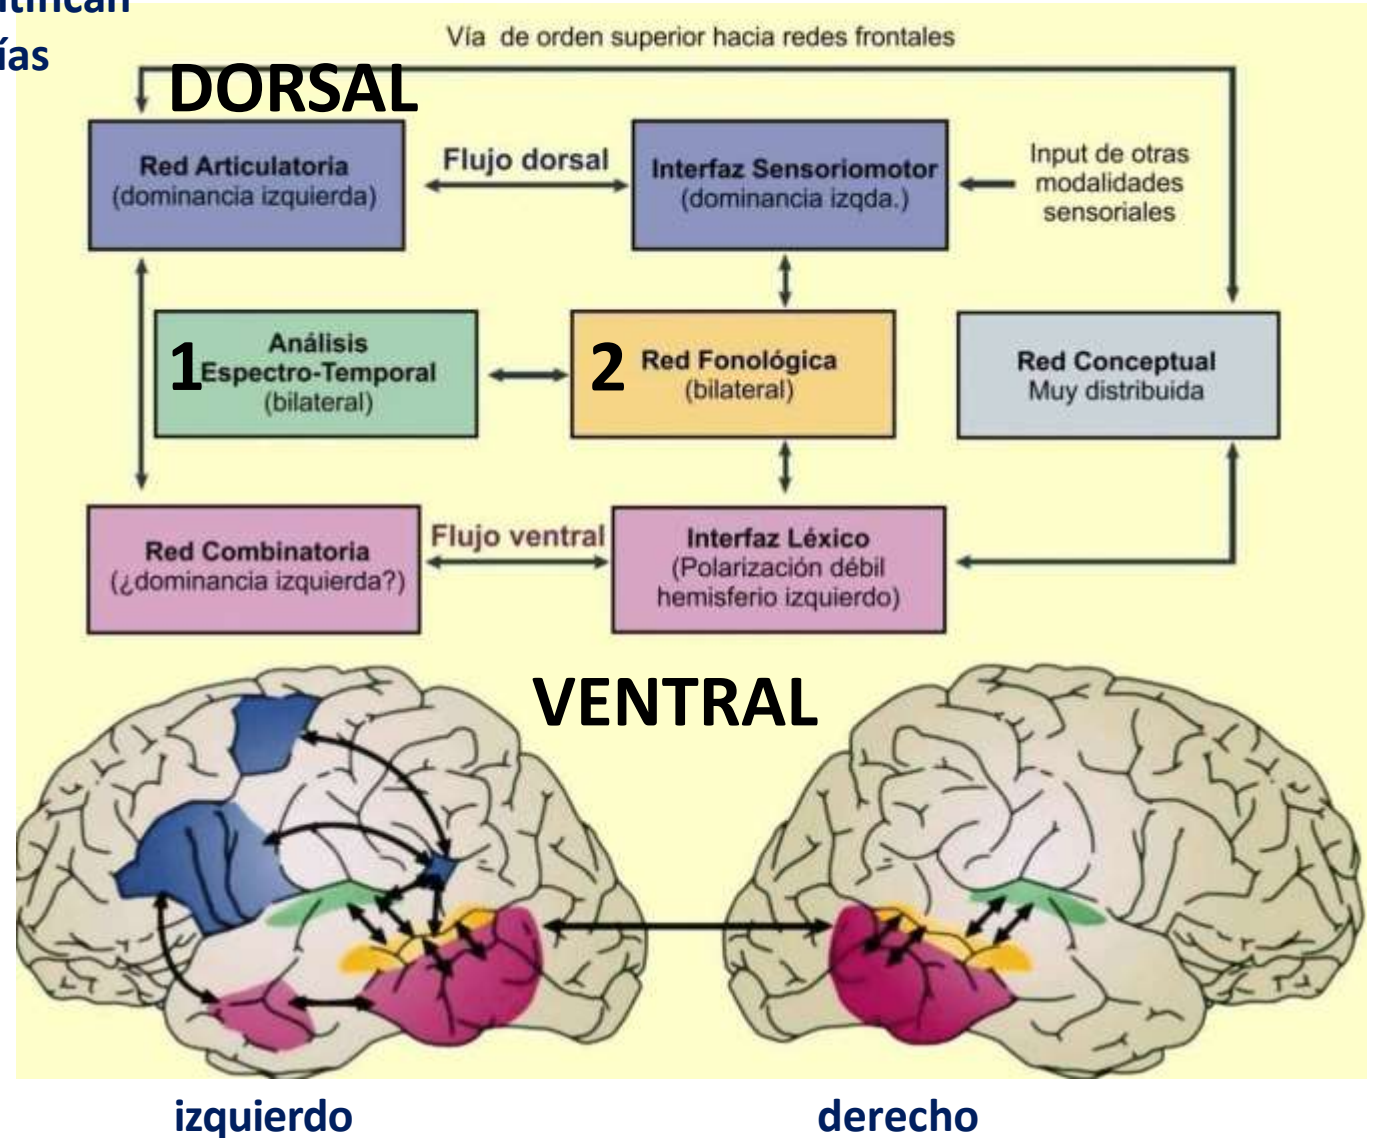 Vía de orden superior hacia redes frontales
ías
DORSAL
Red Articulatoria
(dominancia izquierda)
Flujo dorsal
Interfaz Sensoriomotor
(dominancia izqda.)
Input de otras
modalidades
sensoriales
1
Análisis
Espectro-Temporal
(bilateral)
2
Red Fonológica
(bilateral)
Red Conceptual
Muy distribuida
Red Combinatoria
(¿dominancia izquierda?)
Flujo ventral
Interfaz Léxico
(Polarización débil
hemisferio izquierdo)
VENTRAL
izquierdo
derecho